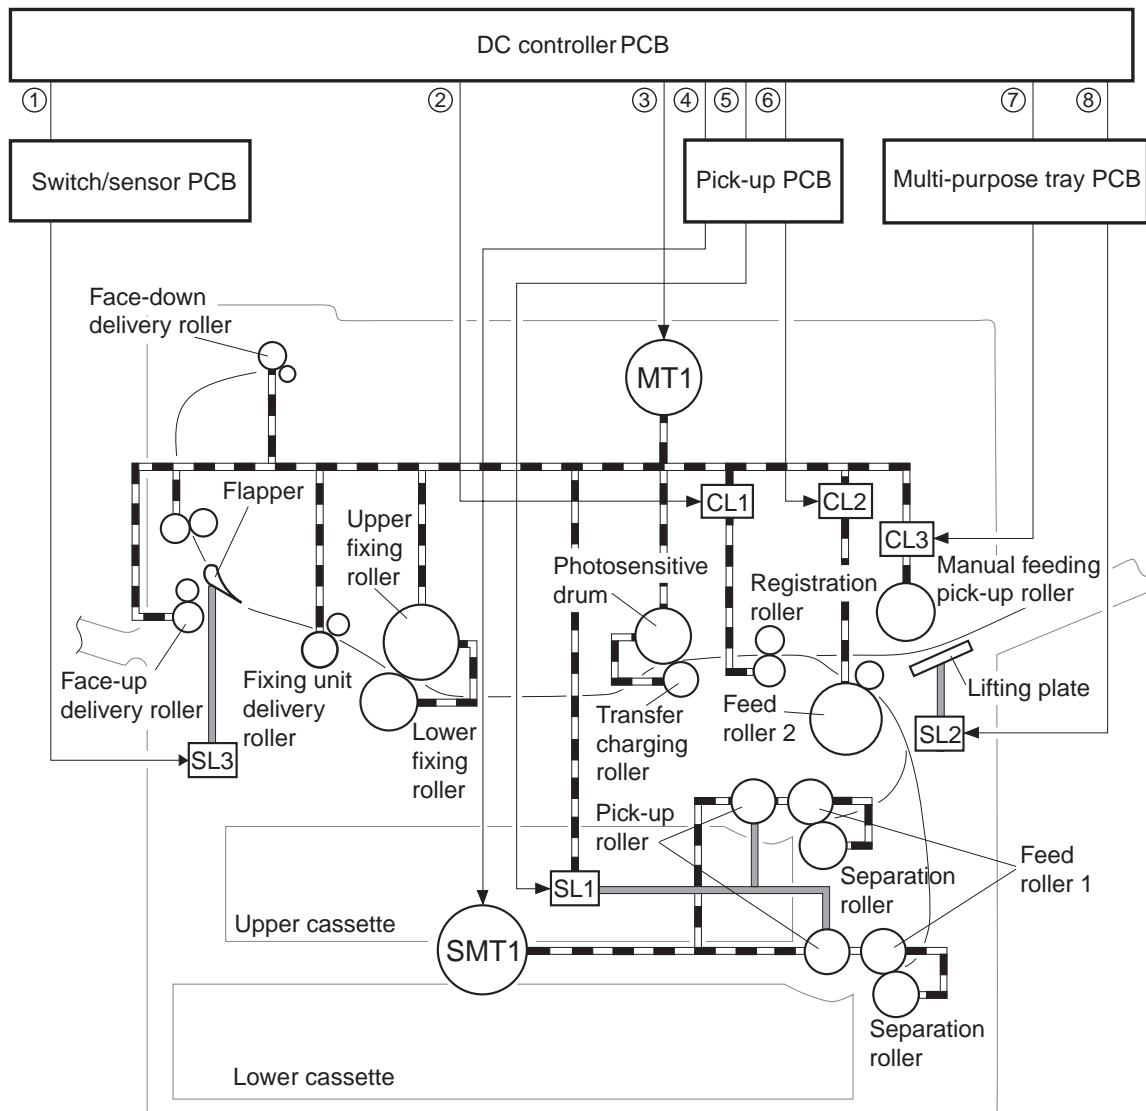 DC controller PCB
① ② ③ ④ ⑤ ⑥ ⑦ ⑧
Switch/sensor PCB
Pick-up PCB
Multi-purpose tray PCB
Face-down
delivery roller
MT1
Flapper
Upper
fixing
roller
CL1
CL2
CL3
Photosensitive
drum
Registration
roller
Manual feeding
pick-up roller
Face-up
delivery roller
Fixing unit
delivery
roller
Lower
fixing
roller
Transfer
charging
roller
Feed
roller 2
Lifting plate
SL3
SL2
Pick-up
roller
Feed
roller 1
Separation
roller
SL1
Upper cassette
SMT1
Separation
roller
Lower cassette